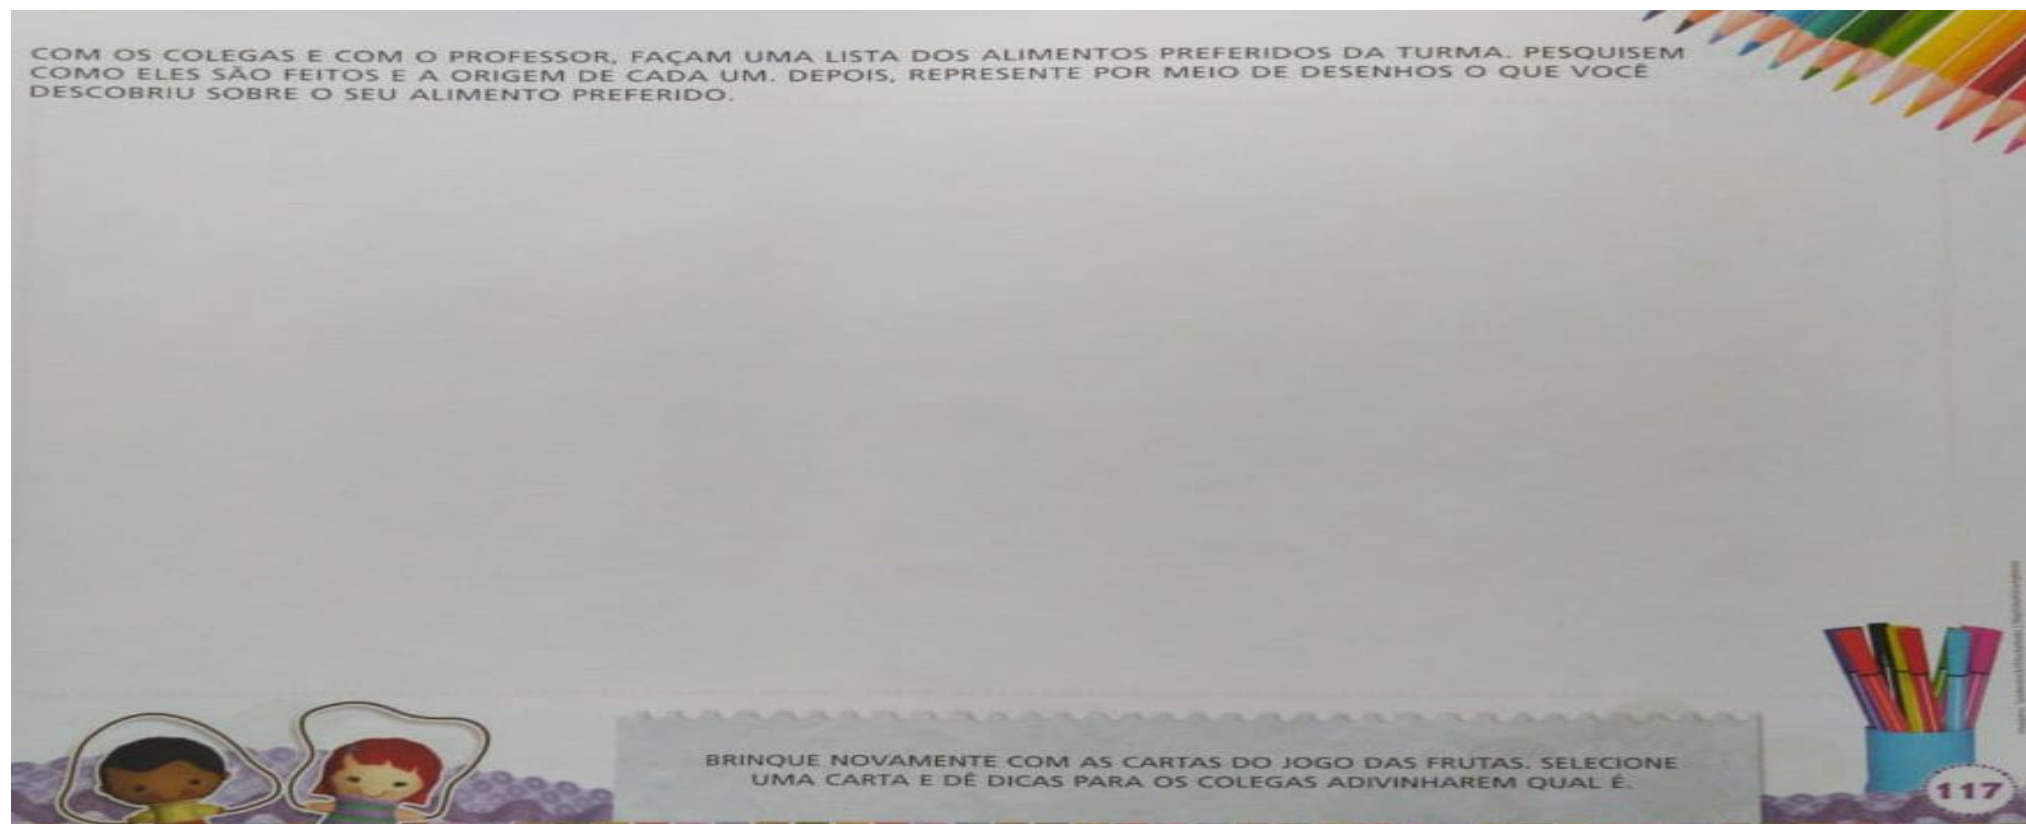 COM OS COLEGAS E COM O PROFESSOR, FAÇAM UMA LISTA DOS ALIMENTOS PREFERIDOS DA TURMA. PESQUISEM
COMO ELES SÃO FEITOS E A ORIGEM DE CADA UM. DEPOIS, REPRESENTE POR MEIO DE DESENHOS O QUE VOCÊ
DESCOBRIU SOBRE O SEU ALIMENTO PREFERIDO.
BRINQUE NOVAMENTE COM AS CARTAS DO JOGO DAS FRUTAS. SELECIONE
UMA CARTA E DÊ DICAS PARA OS COLEGAS ADIVINHAREM QUAL É.
117